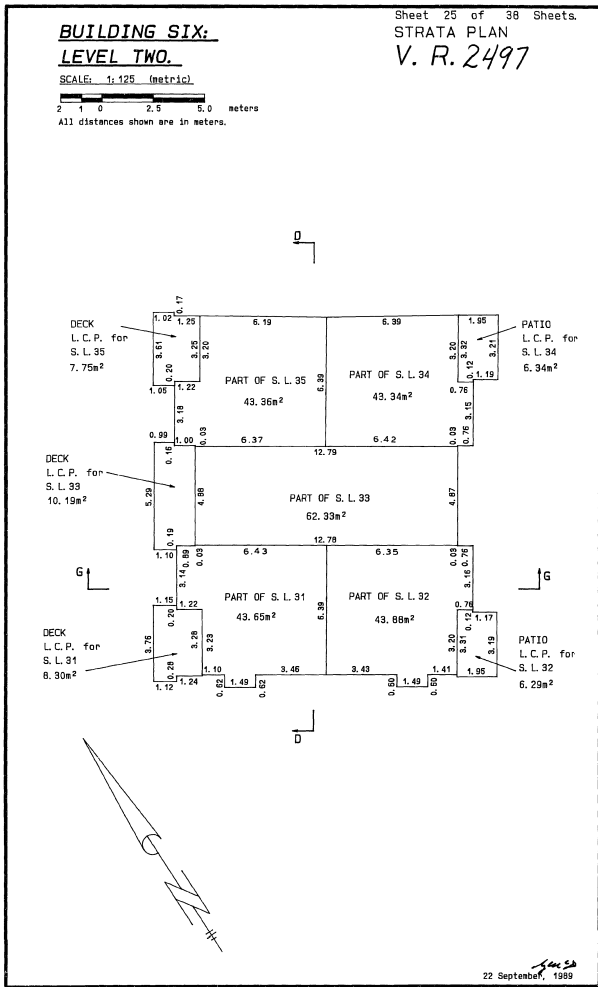 Sheet 25 of 38 Sheets.
STRATA PLAN
V. R. 2497
BUILDING SIX:
LEVEL TWO.
SCALE: 1:125 (metric)
2 1 0 2.5 5.0 meters
All distances shown are in meters.
D
0.17
1.02 1.25 6.19 6.39 1.95
DECK
L. C. P. for
S. L. 35
7.75m²
3.61
0.20
3.25
3.20
PART OF S. L. 35
43.36m²
6.39
PART OF S. L. 34
43.34m²
3.20
3.32
0.12
3.21
PATIO
L. C. P. for
S. L. 34
6.34m²
1.05 1.22 0.76 1.19
3.18
3.15
0.99 1.00 0.03 6.37 6.42 0.03 0.76
0.16
12.79
DECK
L. C. P. for
S. L. 33
10.19m²
5.29
4.88
PART OF S. L. 33
62.33m²
4.87
0.19
12.78
1.10 0.89 0.03 6.43 6.35 0.03 0.76
G
3.14
3.16
G
1.15 1.22 0.76 1.17
0.20
DECK
L. C. P. for
S. L. 31
8.30m²
3.76
3.28
3.23
0.28
PART OF S. L. 31
43.65m²
6.39
PART OF S. L. 32
43.88m²
3.20
3.31
0.12
3.19
PATIO
L. C. P. for
S. L. 32
6.29m²
1.12 1.24 1.10 0.62 1.49 0.62 3.46 3.43 0.60 1.49 0.60 1.41 1.95
D
22 September, 1989